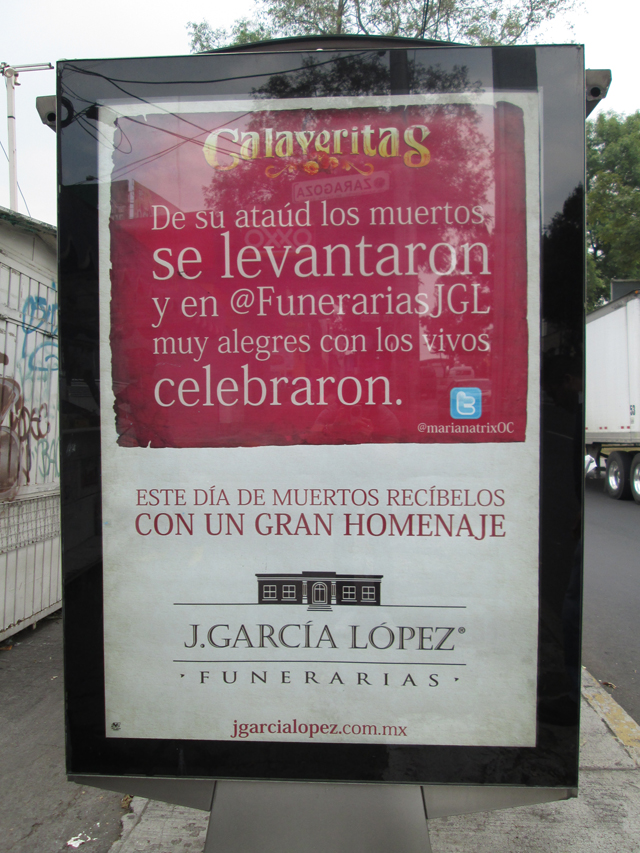 Calaveritas
ZARAGOZA
De su ataúd los muertos
se levantaron
y en @FunerariasJGL
muy alegres con los vivos
celebraron.
@marianatrixOC
ESTE DÍA DE MUERTOS RECÍBELOS
CON UN GRAN HOMENAJE
J.GARCÍA LÓPEZ®
· FUNERARIAS ·
jgarcialopez.com.mx